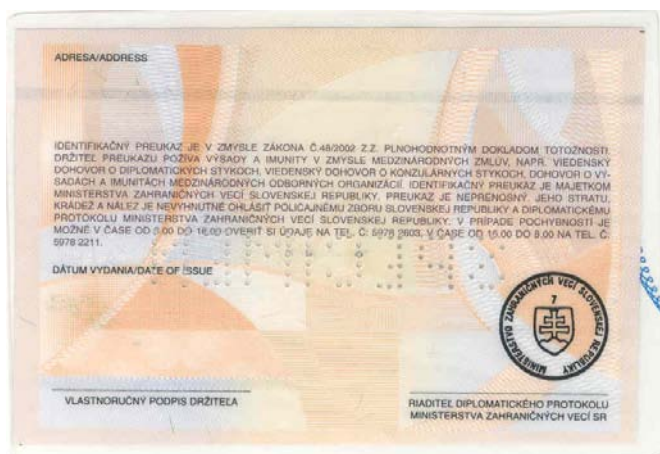 ADRESA/ADDRESS
IDENTIFIKAČNÝ PREUKAZ JE V ZMYSLE ZÁKONA Č.48/2002 Z.Z. PLNOHODNOTNÝM DOKLADOM TOTOŽNOSTI.
DRŽITEĽ PREUKAZU POŽÍVA VÝSADY A IMUNITY V ZMYSLE MEDZINÁRODNÝCH ZMLÚV, NAPR. VIEDENSKÝ
DOHOVOR O DIPLOMATICKÝCH STYKOCH, VIEDENSKÝ DOHOVOR O KONZULÁRNYCH STYKOCH, DOHOVOR O VÝ-
SADÁCH A IMUNITÁCH MEDZINÁRODNÝCH ODBORNÝCH ORGANIZÁCIÍ. IDENTIFIKAČNÝ PREUKAZ JE MAJETKOM
MINISTERSTVA ZAHRANIČNÝCH VECÍ SLOVENSKEJ REPUBLIKY, PREUKAZ JE NEPRENOSNÝ. JEHO STRATU,
KRÁDEŽ A NÁLEZ JE NEVYHNUTNÉ OHLÁSIŤ POLICAJNÉMU ZBORU SLOVENSKEJ REPUBLIKY A DIPLOMATICKÉMU
PROTOKOLU MINISTERSTVA ZAHRANIČNÝCH VECÍ SLOVENSKEJ REPUBLIKY. V PRÍPADE POCHYBNOSTÍ JE
MOŽNÉ V ČASE OD 8.00 DO 16.00 OVERIŤ SI ÚDAJE NA TEL. Č: 5978 2603, V ČASE OD 16.00 DO 8.00 NA TEL. Č.
5978 2211.
DÁTUM VYDANIA/DATE OF ISSUE
MINISTERSTVO ZAHRANIČNÝCH VECÍ SLOVENSKEJ REPUBLIKY
7
VLASTNORUČNÝ PODPIS DRŽITEĽA
RIADITEĽ DIPLOMATICKÉHO PROTOKOLU
MINISTERSTVA ZAHRANIČNÝCH VECÍ SR